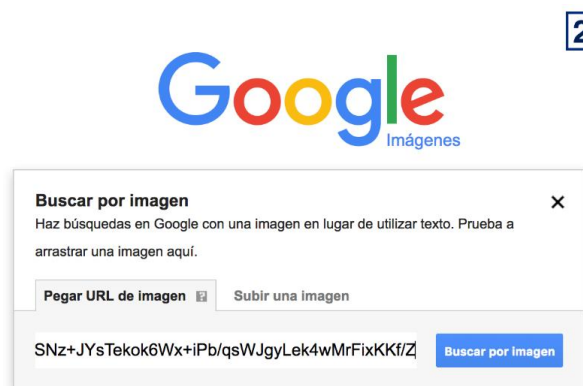 2
Google
Imágenes
Buscar por imagen
Haz búsquedas en Google con una imagen en lugar de utilizar texto. Prueba a
arrastrar una imagen aquí.
Pegar URL de imagen ?
Subir una imagen
SNz+JYsTekok6Wx+iPb/qsWJgyLek4wMrFixKKf/Z
Buscar por imagen